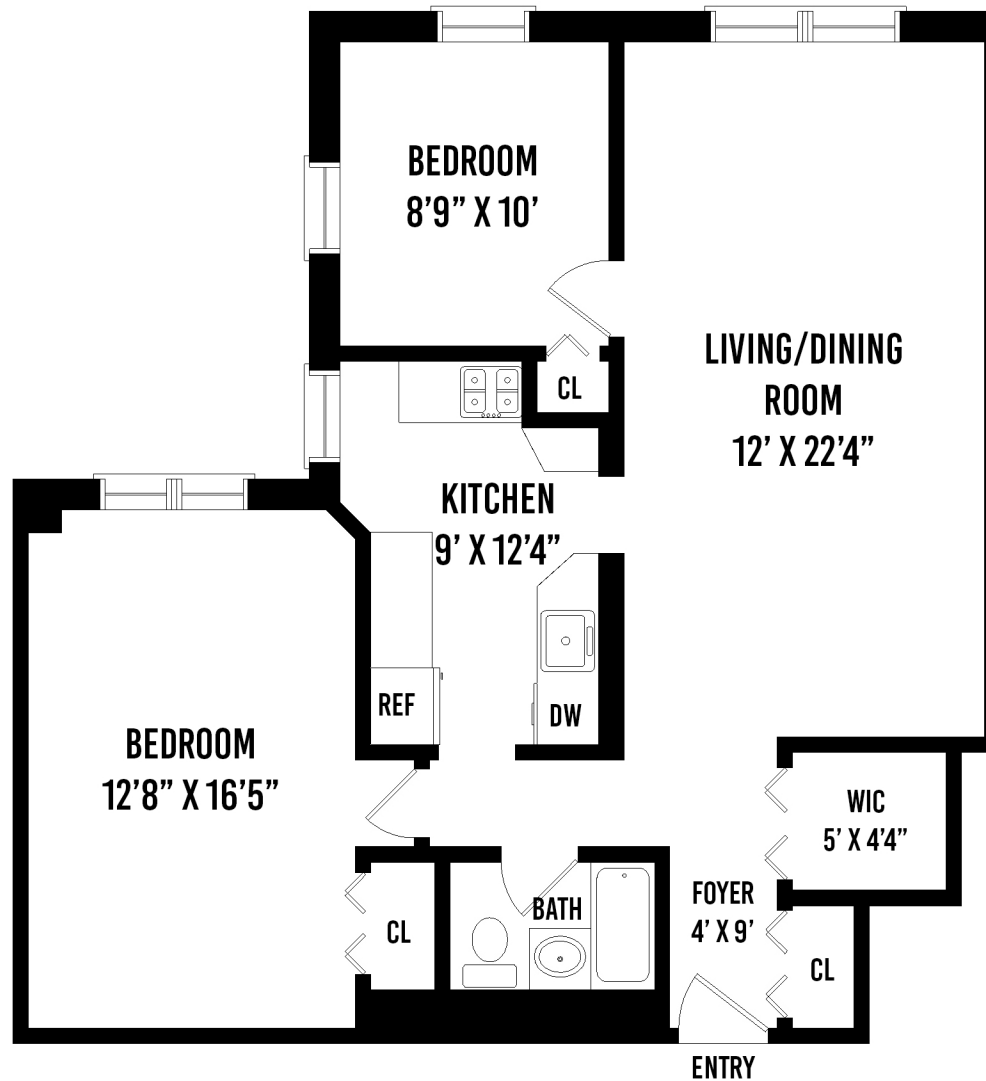 BEDROOM
8’9” X 10’
LIVING/DINING
ROOM
12’ X 22’4”
CL
KITCHEN
9’ X 12’4”
REF
DW
BEDROOM
12’8” X 16’5”
WIC
5’ X 4’4”
FOYER
4’ X 9’
BATH
CL
CL
ENTRY